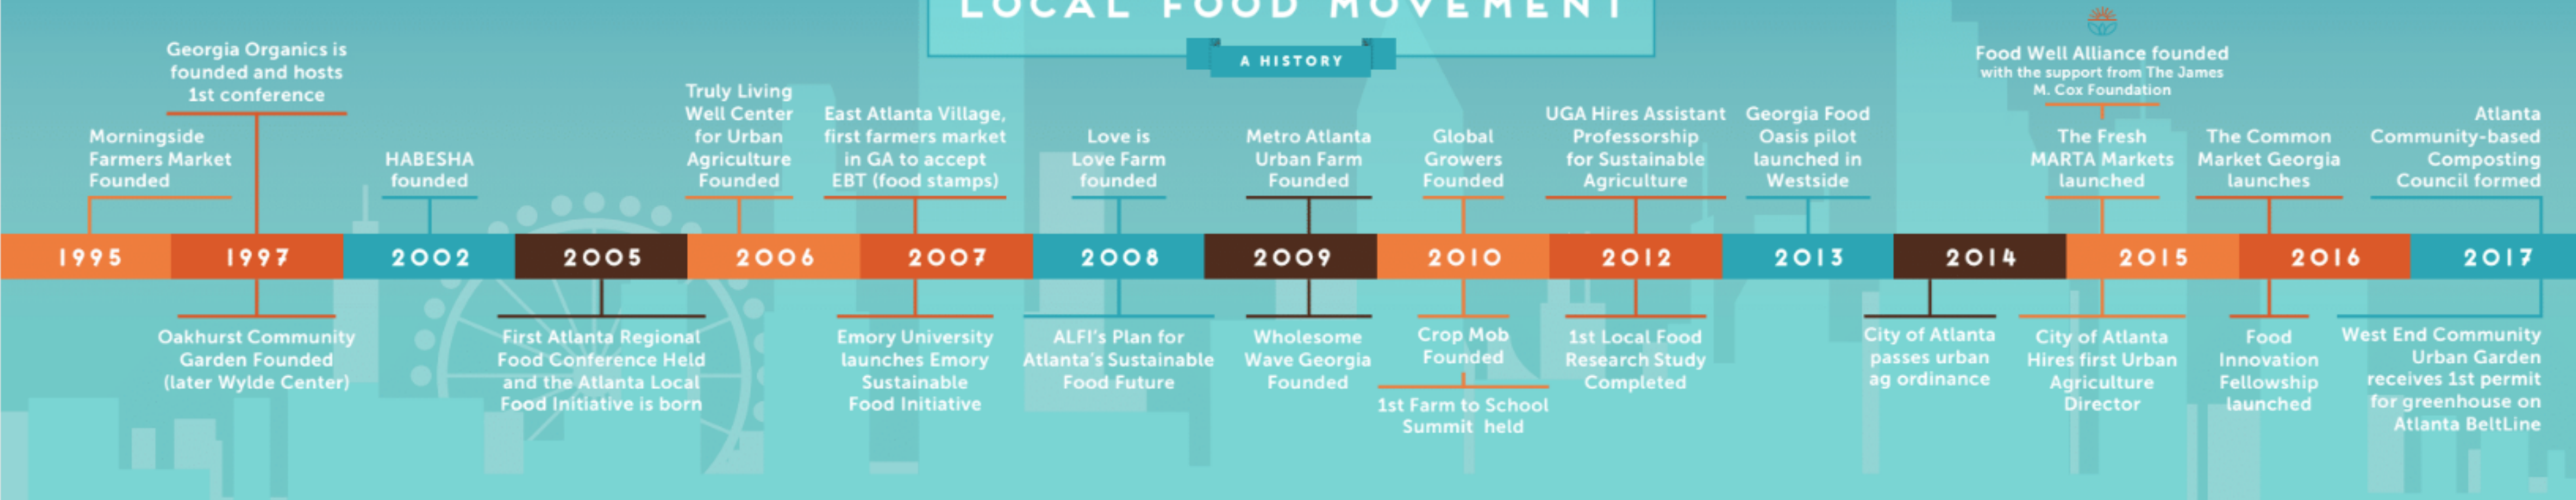 LOCAL FOOD MOVEMENT
A HISTORY
Morningside
Farmers Market
Founded
Georgia Organics is
founded and hosts
1st conference
HABESHA
founded
Truly Living
Well Center
for Urban
Agriculture
Founded
East Atlanta Village,
first farmers market
in GA to accept
EBT (food stamps)
Love is
Love Farm
founded
Metro Atlanta
Urban Farm
Founded
Global
Growers
Founded
UGA Hires Assistant
Professorship
for Sustainable
Agriculture
Georgia Food
Oasis pilot
launched in
Westside
Food Well Alliance founded
with the support from The James
M. Cox Foundation
The Fresh
MARTA Markets
launched
The Common
Market Georgia
launches
Atlanta
Community-based
Composting
Council formed
1995 1997 2002 2005 2006 2007 2008 2009 2010 2012 2013 2014 2015 2016 2017
Oakhurst Community
Garden Founded
(later Wylde Center)
First Atlanta Regional
Food Conference Held
and the Atlanta Local
Food Initiative is born
Emory University
launches Emory
Sustainable
Food Initiative
ALFI's Plan for
Atlanta's Sustainable
Food Future
Wholesome
Wave Georgia
Founded
Crop Mob
Founded
1st Farm to School
Summit held
1st Local Food
Research Study
Completed
City of Atlanta
passes urban
ag ordinance
City of Atlanta
Hires first Urban
Agriculture
Director
Food
Innovation
Fellowship
launched
West End Community
Urban Garden
receives 1st permit
for greenhouse on
Atlanta BeltLine